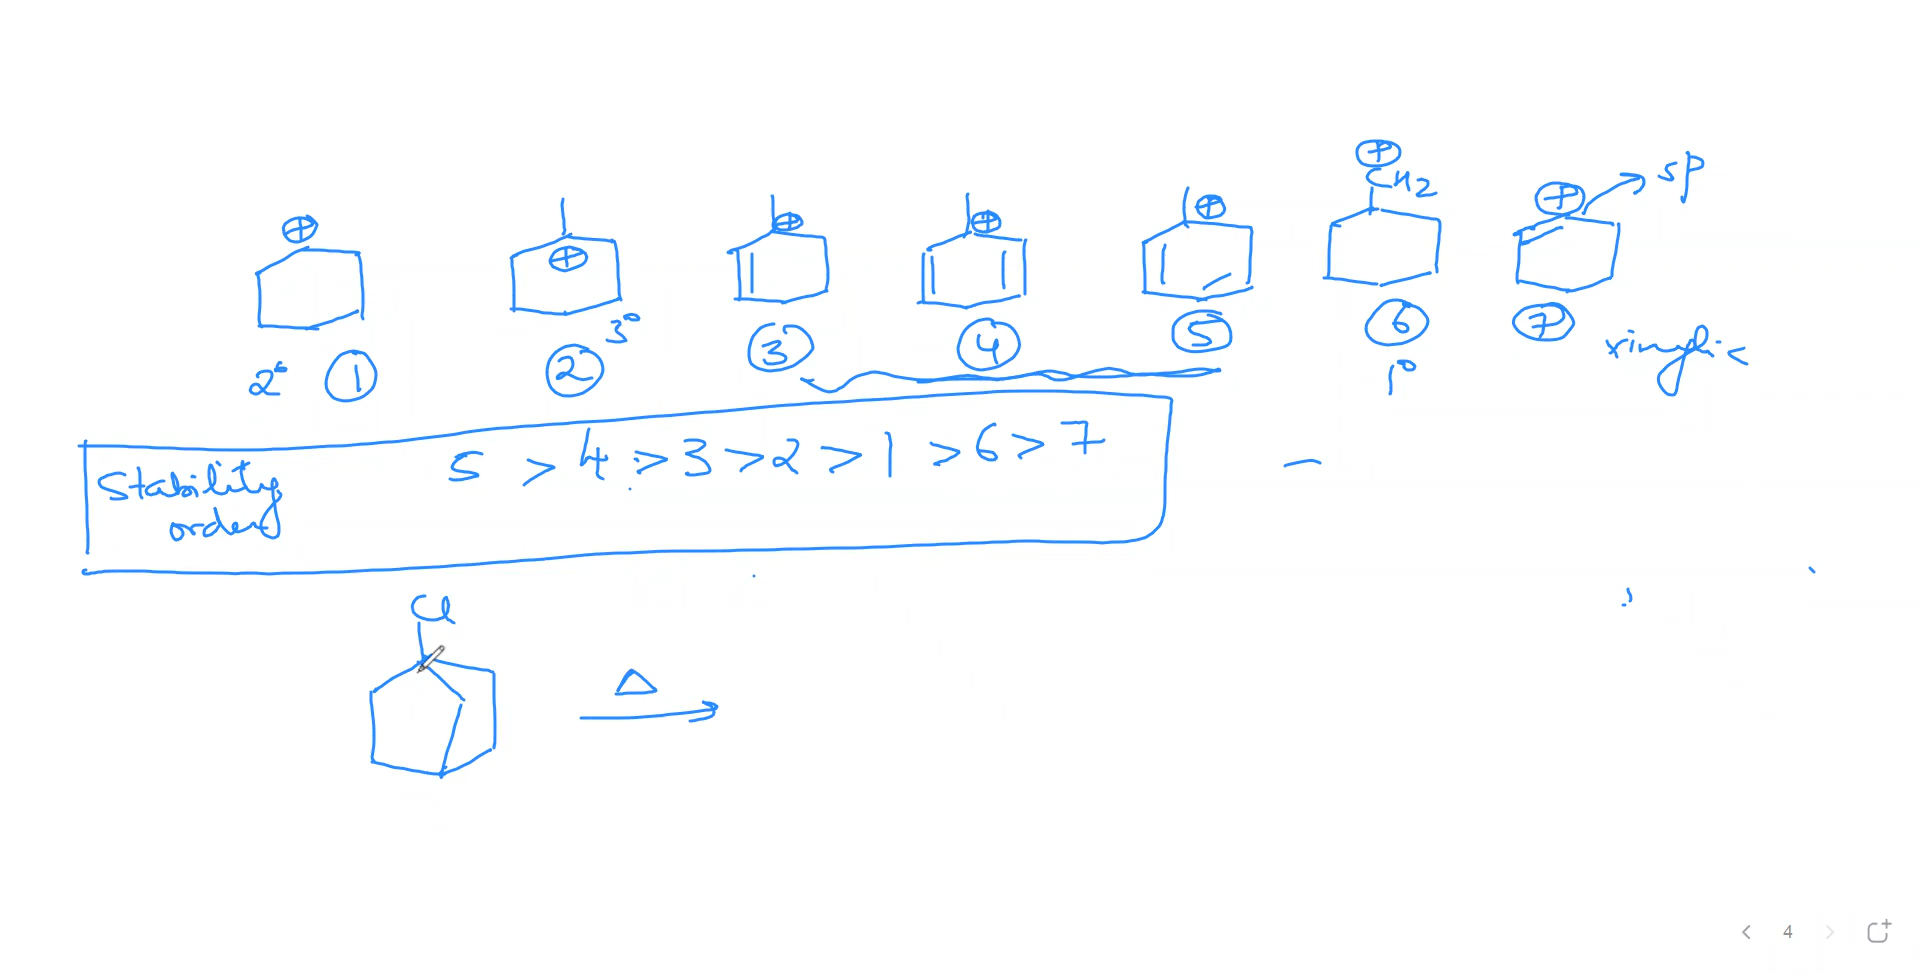 ⊕
⊕
⊕
⊕
⊕
⊕
CH2
⊕ → sp
2° ①
② 3°
③
④
⑤
⑥
1°
⑦
Stability
order
5 > 4 > 3 > 2 > 1 > 6 > 7
Cl
Δ
4